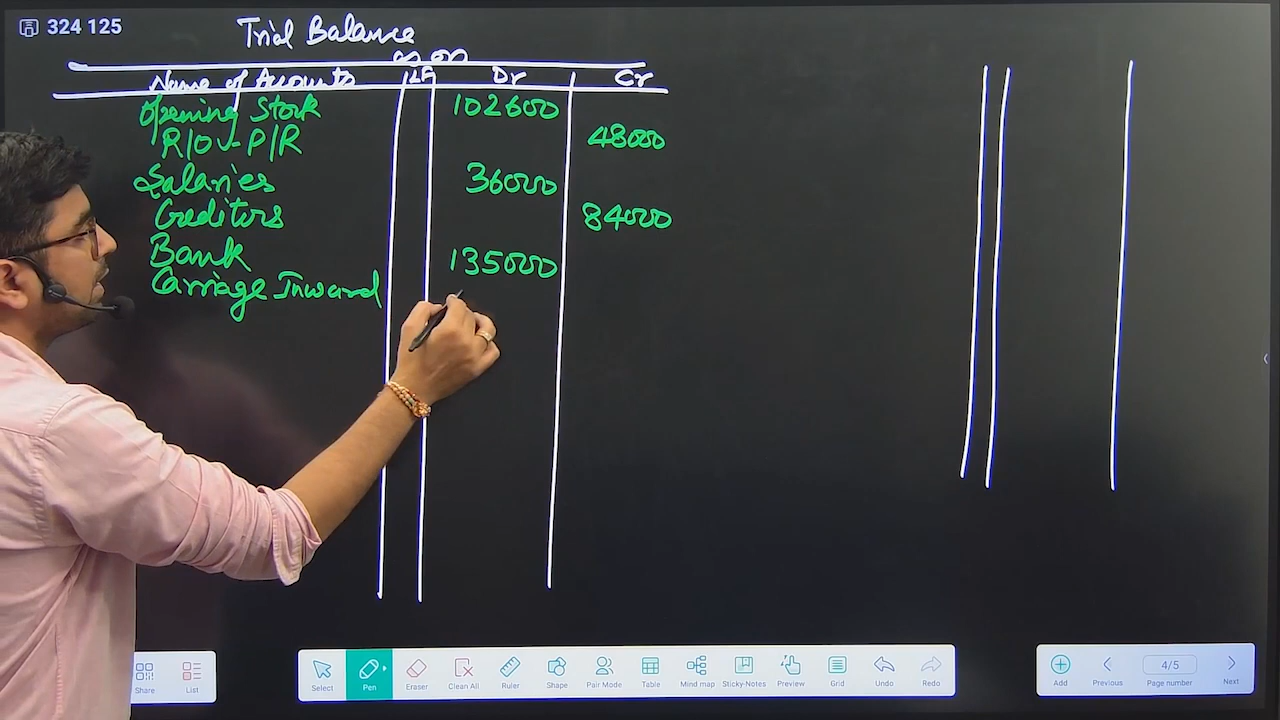 324 125
Trial Balance
Name of Accounts LF Dr Cr
Opening Stock 102600
R/O - P/R 48000
Salaries 36000
Creditors 84000
Bank 135000
Carriage Inward
Share List
Select Pen Eraser Clean All Ruler Shape Pair Mode Table Mind map Sticky-Notes Preview Grid Undo Redo
Add Previous 4/5 Page number Next